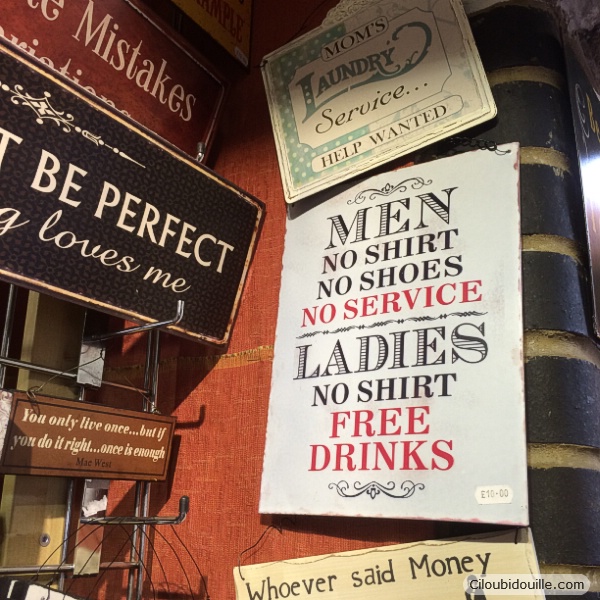 AMPLE
Mistakes
MOM'S
LAUNDRY
Service...
HELP WANTED
T BE PERFECT
g loves me
MEN
NO SHIRT
NO SHOES
NO SERVICE
LADIES
NO SHIRT
FREE
DRINKS
£10-00
You only live once...but if
you do it right...once is enough
Mae West
Whoever said Money
Ciloubidouille.com